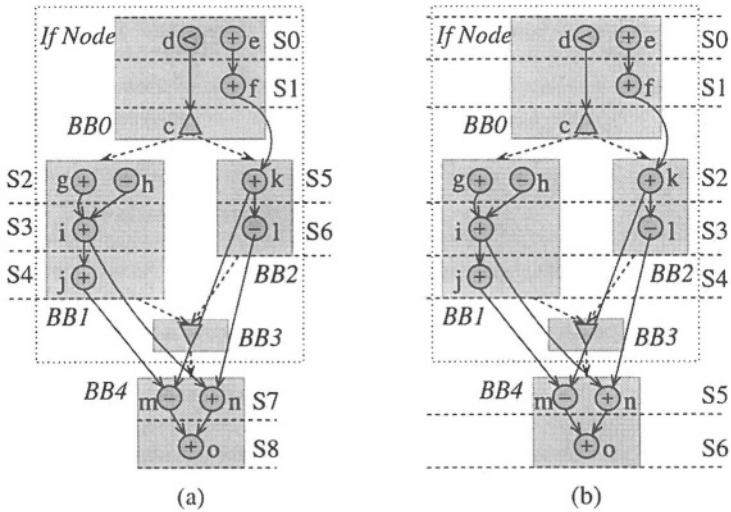 If Node d < + e S0
+ f S1
BB0 c
S2 g + − h + k S5
S3 i + − l S6
S4 j + BB2
BB1 BB3
BB4 m − + n S7
+ o S8
(a)
If Node d < + e S0
+ f S1
BB0 c
g + − h + k S2
i + − l S3
j + BB2 S4
BB1 BB3
BB4 m − + n S5
+ o S6
(b)